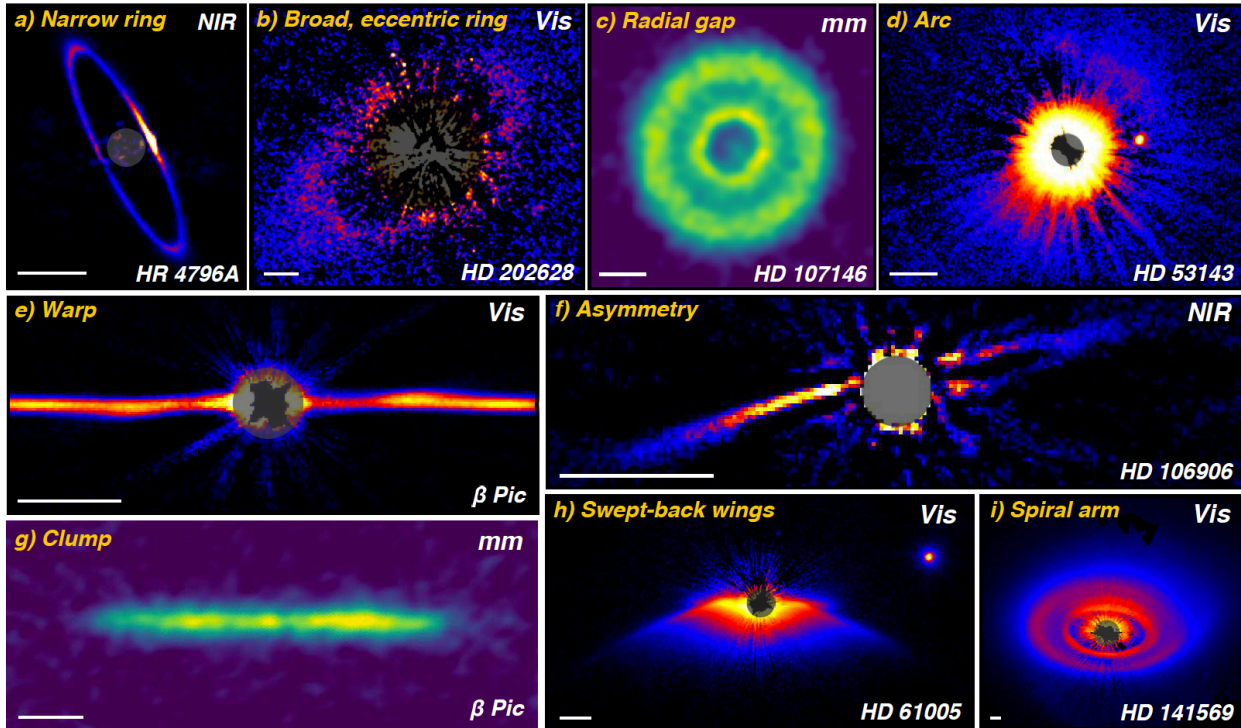 a) Narrow ring
NIR
HR 4796A
b) Broad, eccentric ring
Vis
HD 202628
c) Radial gap
mm
HD 107146
d) Arc
Vis
HD 53143
e) Warp
Vis
β Pic
f) Asymmetry
NIR
HD 106906
g) Clump
mm
β Pic
h) Swept-back wings
Vis
HD 61005
i) Spiral arm
Vis
HD 141569